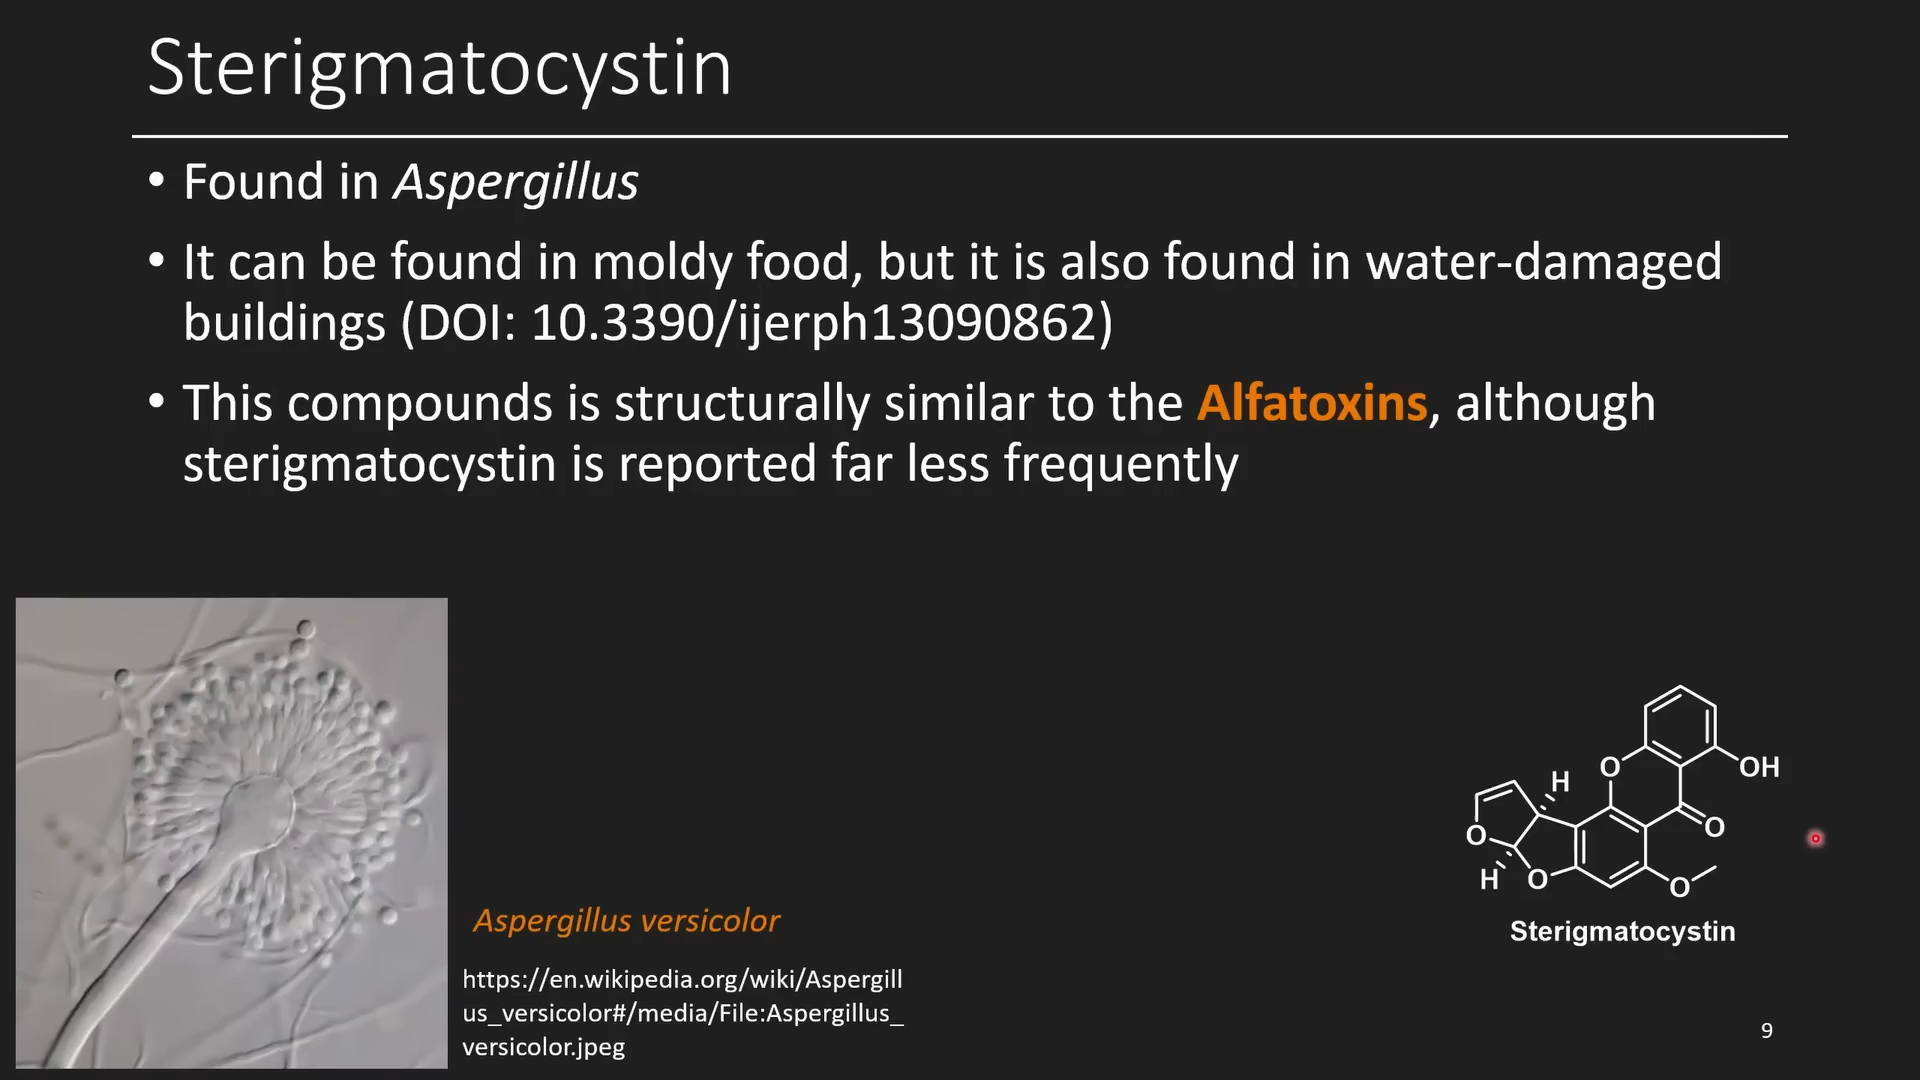 Sterigmatocystin
• Found in Aspergillus
• It can be found in moldy food, but it is also found in water-damaged
buildings (DOI: 10.3390/ijerph13090862)
• This compounds is structurally similar to the Alfatoxins, although
sterigmatocystin is reported far less frequently
OH
O
H
O
O
H
O
O
Sterigmatocystin
Aspergillus versicolor
https://en.wikipedia.org/wiki/Aspergill
us_versicolor#/media/File:Aspergillus_
versicolor.jpeg
9